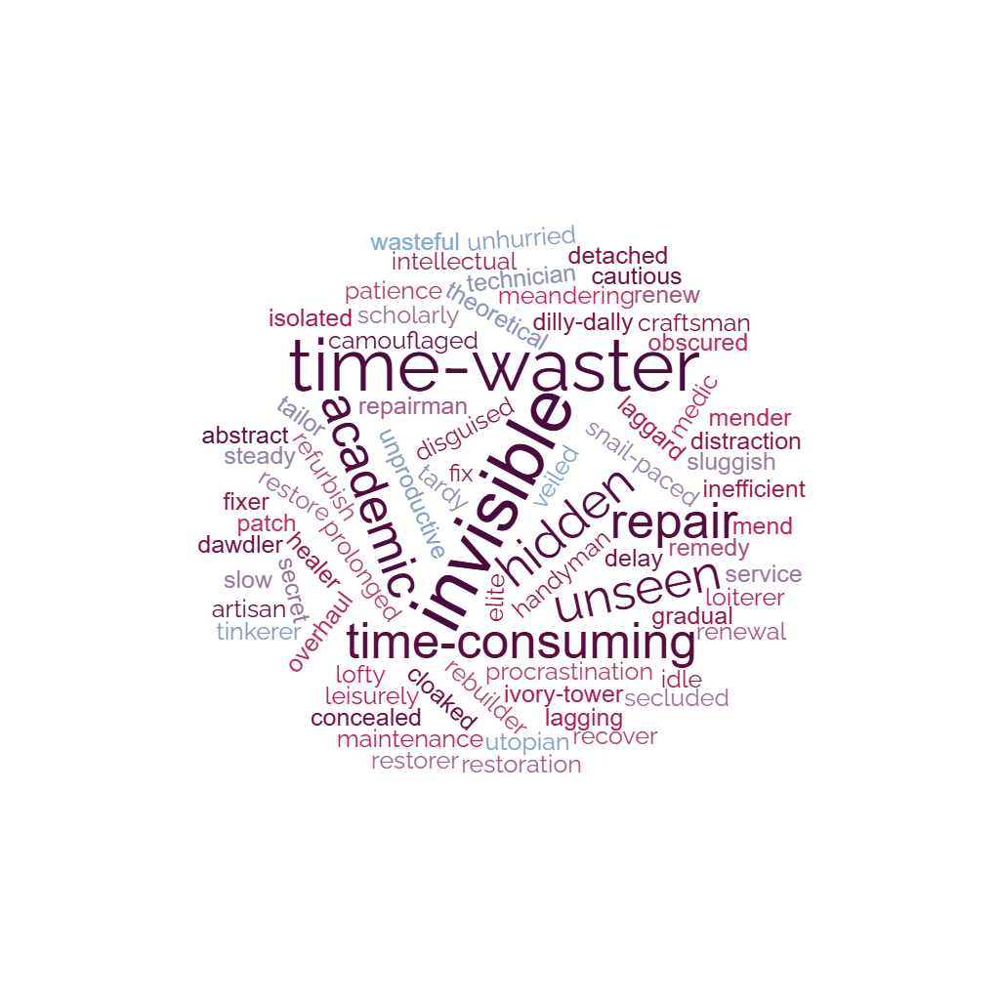 wasteful
unhurried
intellectual
detached
technician
cautious
patience
theoretical
meandering
renew
isolated
scholarly
dilly-dally
craftsman
camouflaged
obscured
time-waster
tailor
academic
repairman
disguised
invisible
laggard
medic
mender
abstract
refurbish
unproductive
snail-paced
distraction
steady
tardy
fix
veiled
sluggish
restore
hidden
inefficient
fixer
patch
prolonged
repair
mend
dawdler
healer
handyman
delay
remedy
slow
secret
elite
unseen
service
artisan
overhaul
loiterer
tinkerer
gradual
renewal
time-consuming
lofty
cloaked
rebuilder
procrastination
idle
leisurely
ivory-tower
secluded
concealed
lagging
maintenance
utopian
recover
restorer
restoration